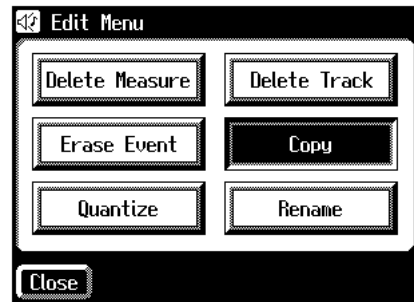 Edit Menu
Delete Measure Delete Track
Erase Event Copy
Quantize Rename
Close